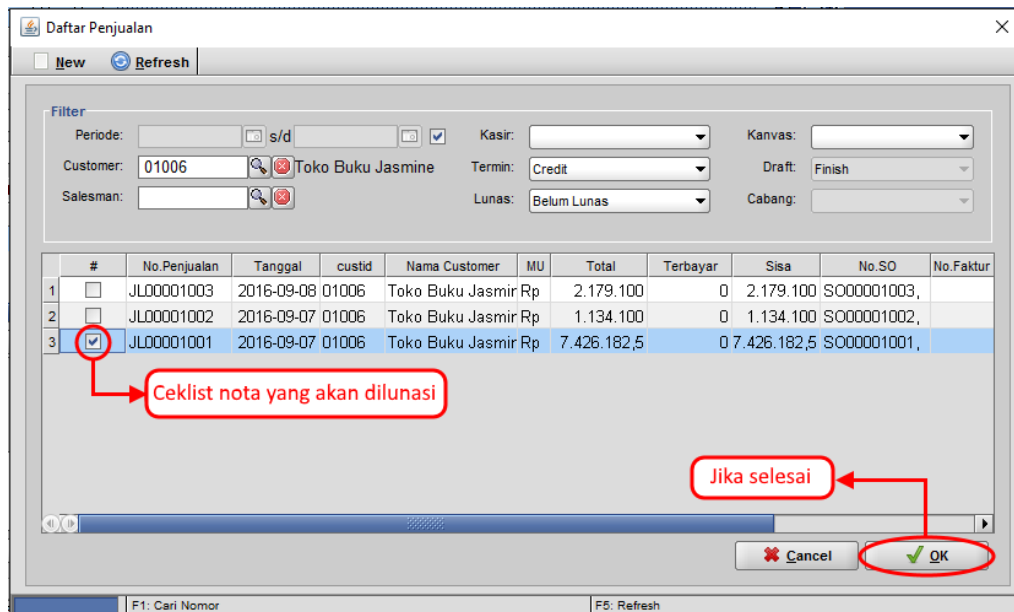 Daftar Penjualan
New Refresh
Filter
Periode: s/d Kasir: Kanvas:
Customer: 01006 Toko Buku Jasmine Termin: Credit Draft: Finish
Salesman: Lunas: Belum Lunas Cabang:
# No.Penjualan Tanggal custid Nama Customer MU Total Terbayar Sisa No.SO No.Faktur
1 JL00001003 2016-09-08 01006 Toko Buku Jasmir Rp 2.179.100 0 2.179.100 SO00001003,
2 JL00001002 2016-09-07 01006 Toko Buku Jasmir Rp 1.134.100 0 1.134.100 SO00001002,
3 JL00001001 2016-09-07 01006 Toko Buku Jasmir Rp 7.426.182,5 0 7.426.182,5 SO00001001,
Ceklist nota yang akan dilunasi
Jika selesai
Cancel OK
F1: Cari Nomor F5: Refresh